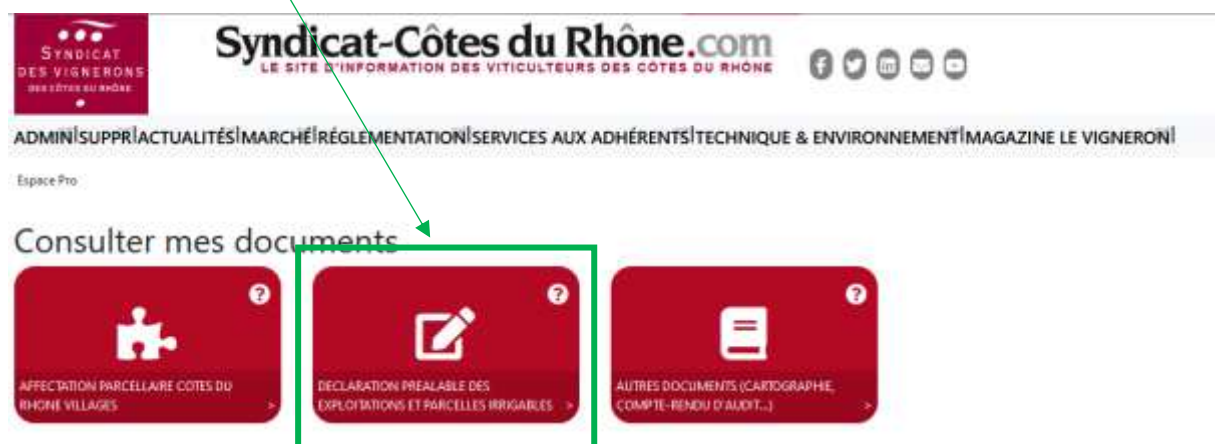 SYNDICAT
DES VIGNERONS
DES CÔTES DU RHÔNE
Syndicat-Côtes du Rhône.com
LE SITE D'INFORMATION DES VITICULTEURS DES CÔTES DU RHÔNE
ADMIN|SUPPR|ACTUALITÉS|MARCHÉ|RÉGLEMENTATION|SERVICES AUX ADHÉRENTS|TECHNIQUE & ENVIRONNEMENT|MAGAZINE LE VIGNERON|
Espace Pro
Consulter mes documents
?
AFFECTATION PARCELLAIRE COTES DU
RHONE VILLAGES >
?
DECLARATION PREALABLE DES
EXPLOITATIONS ET PARCELLES IRRIGABLES >
?
AUTRES DOCUMENTS (CARTOGRAPHIE,
COMPTE-RENDU D'AUDIT...) >